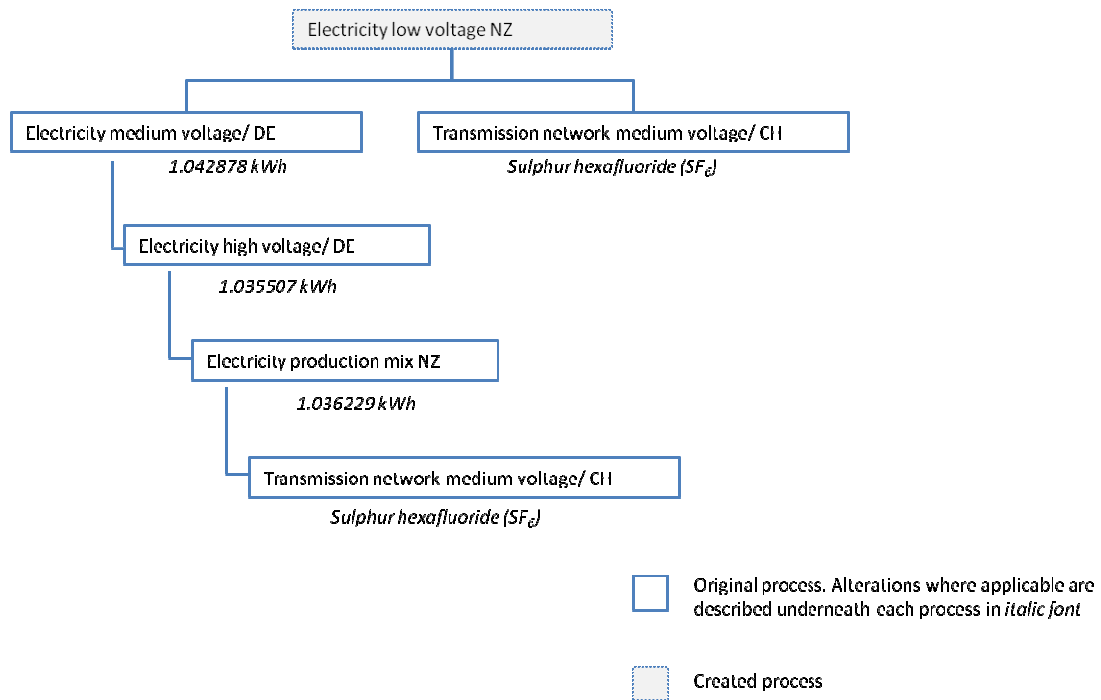 Electricity low voltage NZ
Electricity medium voltage/ DE
Transmission network medium voltage/ CH
1.042878 kWh
Sulphur hexafluoride (SF6)
Electricity high voltage/ DE
1.035507 kWh
Electricity production mix NZ
1.036229 kWh
Transmission network medium voltage/ CH
Sulphur hexafluoride (SF6)
Original process. Alterations where applicable are
described underneath each process in italic font
Created process